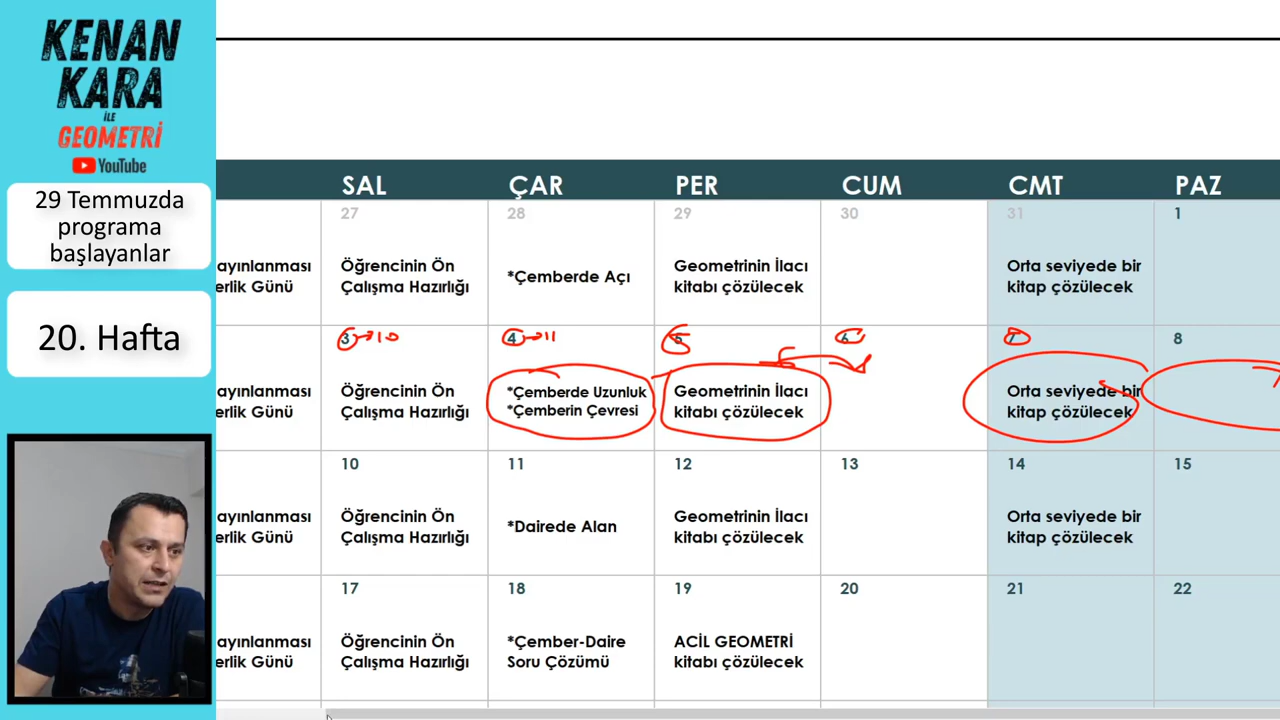 KENAN
KARA
İLE
GEOMETRİ
YouTube
29 Temmuzda
programa
başlayanlar
20. Hafta
SAL ÇAR PER CUM CMT PAZ
27 28 29 30 31 1
ayınlanması
erlik Günü
Öğrencinin Ön
Çalışma Hazırlığı
*Çemberde Açı
Geometrinin İlacı
kitabı çözülecek
Orta seviyede bir
kitap çözülecek
3 →10 4 →11 5 6 7 8
ayınlanması
erlik Günü
Öğrencinin Ön
Çalışma Hazırlığı
*Çemberde Uzunluk
*Çemberin Çevresi
Geometrinin İlacı
kitabı çözülecek
Orta seviyede bir
kitap çözülecek
10 11 12 13 14 15
ayınlanması
erlik Günü
Öğrencinin Ön
Çalışma Hazırlığı
*Dairede Alan
Geometrinin İlacı
kitabı çözülecek
Orta seviyede bir
kitap çözülecek
17 18 19 20 21 22
ayınlanması
erlik Günü
Öğrencinin Ön
Çalışma Hazırlığı
*Çember-Daire
Soru Çözümü
ACİL GEOMETRİ
kitabı çözülecek